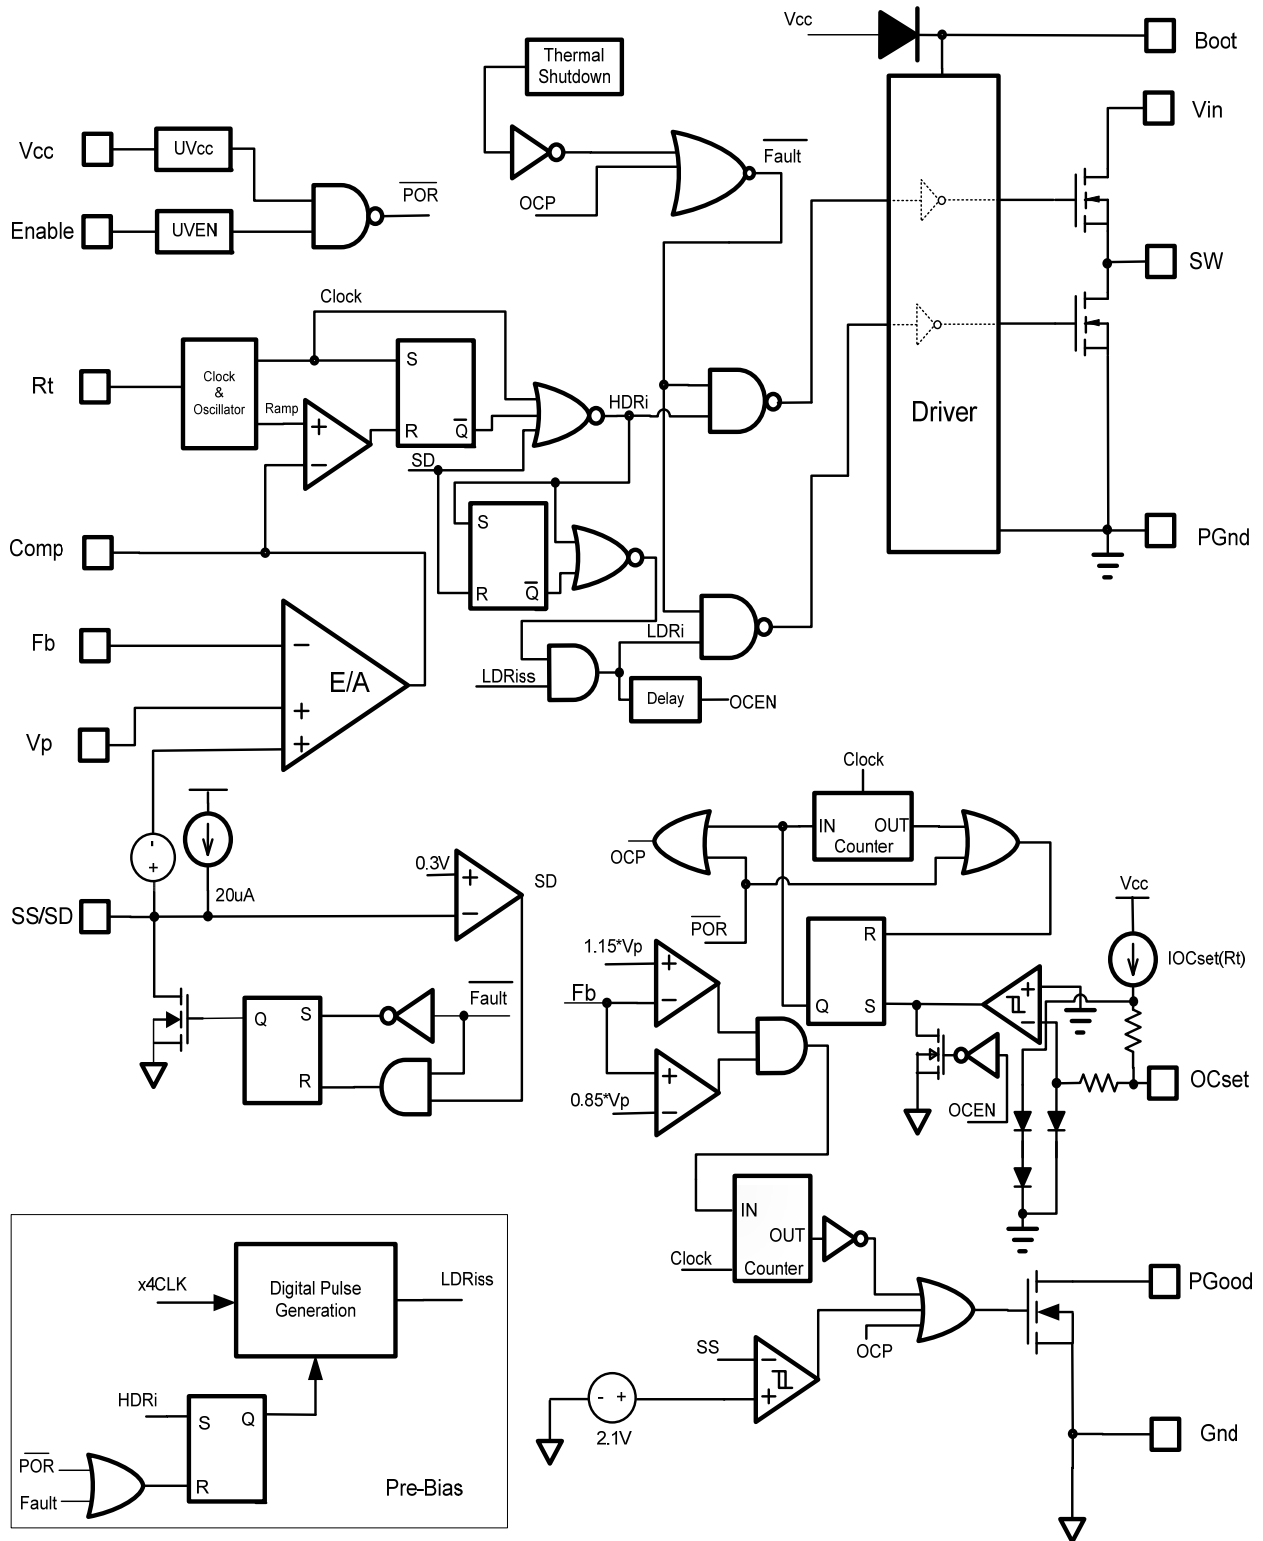 Vcc
Boot
Thermal
Shutdown
Vin
Vcc
UVcc
Fault
POR
OCP
Enable
UVEN
SW
Clock
Rt
Clock
&
Oscillator
Ramp
+
−
S
R
Q
HDRi
SD
Driver
S
R
Q
Comp
PGnd
Fb
−
E/A
+
+
Vp
LDRi
LDRiss
Delay
OCEN
Clock
IN
OUT
Counter
OCP
-
+
20uA
0.3V
+
−
SD
SS/SD
POR
Vcc
IOCset(Rt)
R
Q
S
+
−
1.15*Vp
+
−
Fb
Fault
Q
S
R
0.85*Vp
+
−
OCEN
OCset
IN
OUT
Clock
Counter
PGood
x4CLK
Digital Pulse
Generation
LDRiss
OCP
SS
−
+
- +
2.1V
HDRi
S
Q
R
POR
Fault
Pre-Bias
Gnd